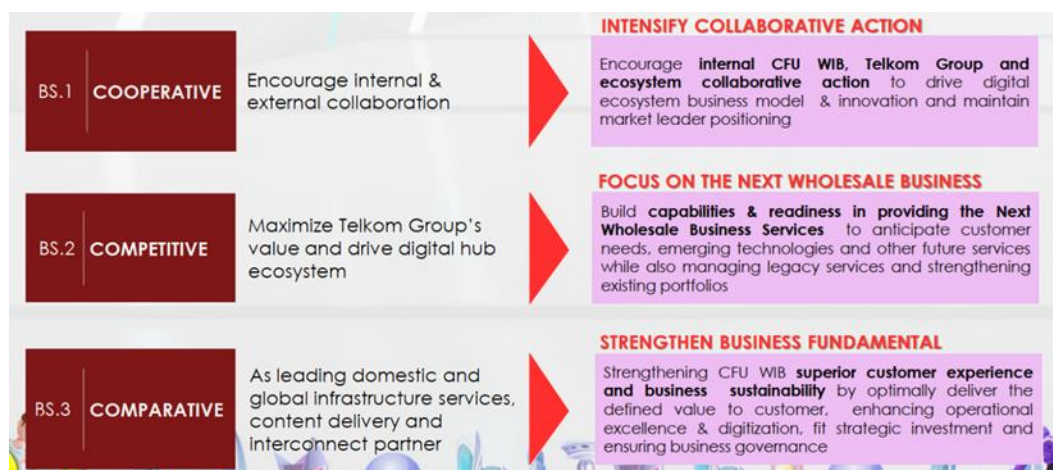 INTENSIFY COLLABORATIVE ACTION
BS.1 COOPERATIVE
Encourage internal &
external collaboration
Encourage internal CFU WIB, Telkom Group and
ecosystem collaborative action to drive digital
ecosystem business model & innovation and maintain
market leader positioning
FOCUS ON THE NEXT WHOLESALE BUSINESS
BS.2 COMPETITIVE
Maximize Telkom Group's
value and drive digital hub
ecosystem
Build capabilities & readiness in providing the Next
Wholesale Business Services to anticipate customer
needs, emerging technologies and other future services
while also managing legacy services and strengthening
existing portfolios
STRENGTHEN BUSINESS FUNDAMENTAL
BS.3 COMPARATIVE
As leading domestic and
global infrastructure services,
content delivery and
interconnect partner
Strengthening CFU WIB superior customer experience
and business sustainability by optimally deliver the
defined value to customer, enhancing operational
excellence & digitization, fit strategic investment and
ensuring business governance